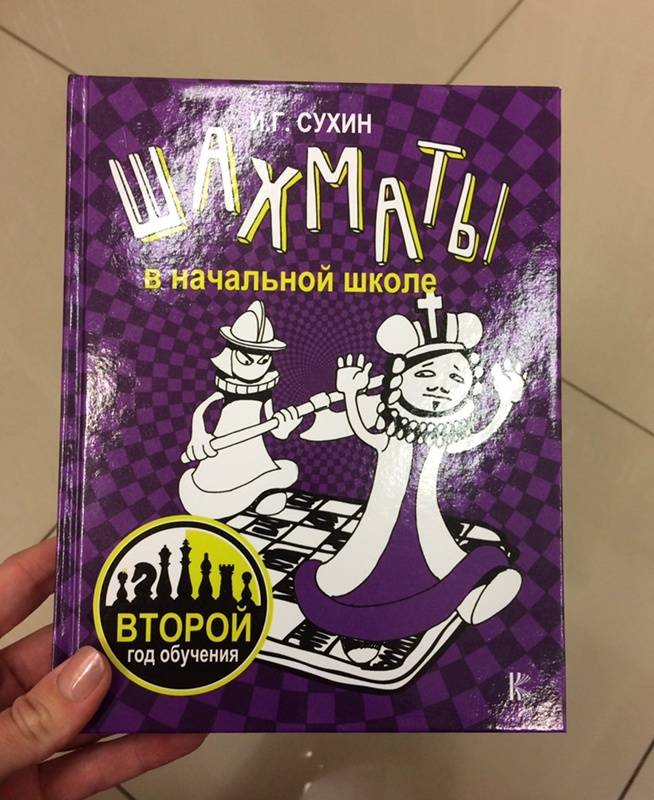 И.Г. СУХИН
ШАХМАТЫ
в начальной школе
ВТОРОЙ
год обучения
К